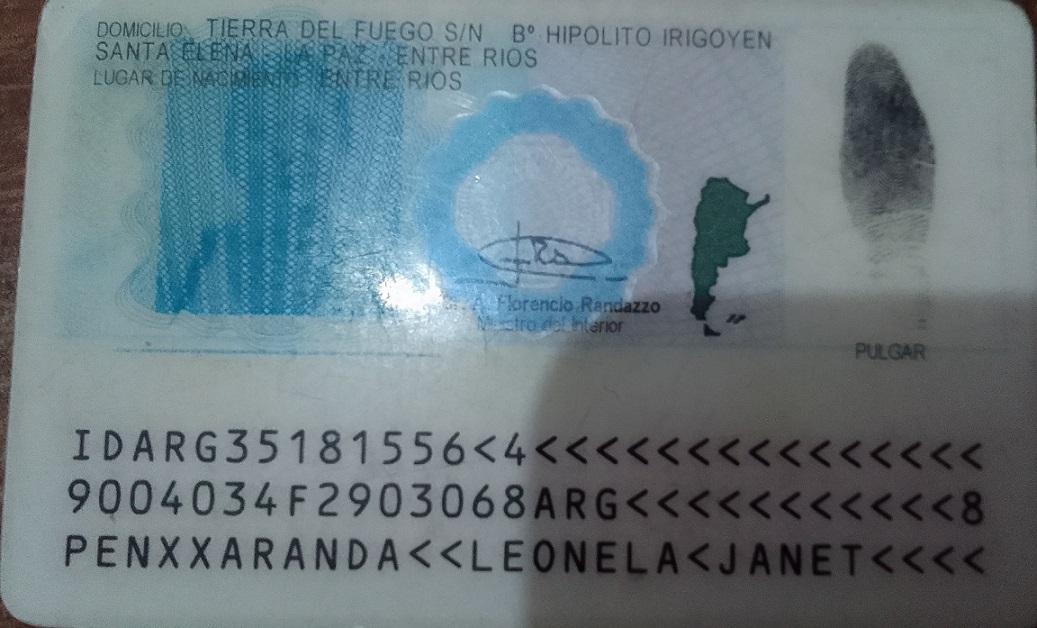 DOMICILIO TIERRA DEL FUEGO S/N Bº HIPOLITO IRIGOYEN
SANTA ELENA - LA PAZ - ENTRE RIOS
LUGAR DE NACIMIENTO ENTRE RIOS
A. Florencio Randazzo
Ministro del Interior
PULGAR
IDARG35181556<4<<<<<<<<<<<<<<<
9004034F2903068ARG<<<<<<<<<<<8
PENXXARANDA<<LEONELA<JANET<<<<